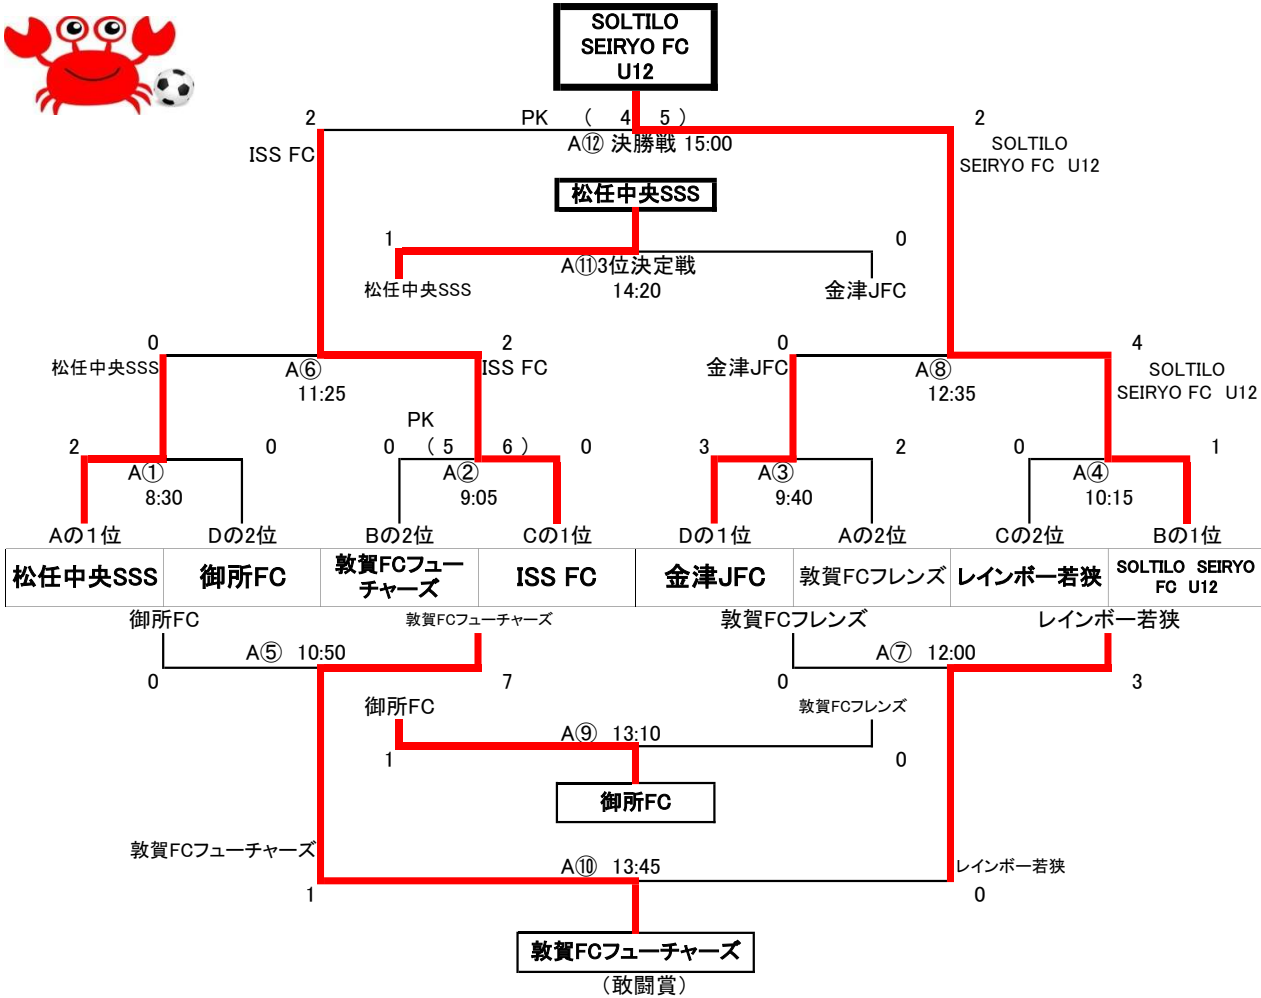 SOLTILO
SEIRYO FC
U12
2 PK ( 4 5 ) 2
A⑫ 決勝戦 15:00
ISS FC
SOLTILO
SEIRYO FC U12
松任中央SSS
1 0
A⑪3位決定戦
14:20
松任中央SSS 金津JFC
0 2 0 4
松任中央SSS A⑥ ISS FC 金津JFC A⑧ SOLTILO
SEIRYO FC U12
11:25 12:35
PK
2 0 0 ( 5 6 ) 0 3 2 0 1
A① A② A③ A④
8:30 9:05 9:40 10:15
Aの1位 Dの2位 Bの2位 Cの1位 Dの1位 Aの2位 Cの2位 Bの1位
松任中央SSS 御所FC 敦賀FCフュー
チャーズ ISS FC 金津JFC 敦賀FCフレンズ レインボー若狭 SOLTILO SEIRYO
FC U12
御所FC 敦賀FCフューチャーズ 敦賀FCフレンズ レインボー若狭
A⑤ 10:50 A⑦ 12:00
0 7 0 3
御所FC 敦賀FCフレンズ
A⑨ 13:10
1 0
御所FC
敦賀FCフューチャーズ A⑩ 13:45 レインボー若狭
1 0
敦賀FCフューチャーズ
(敢闘賞)